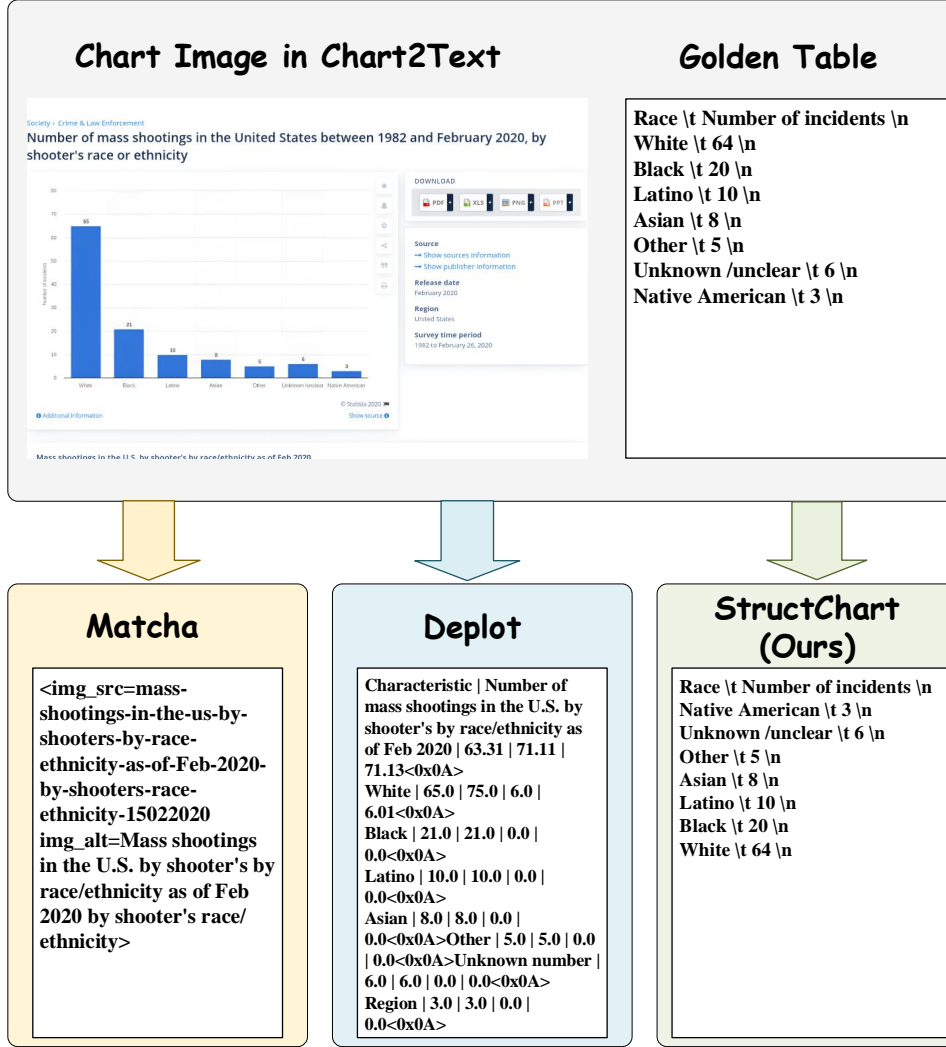 Chart Image in Chart2Text
Golden Table
Society › Crime & Law Enforcement
Number of mass shootings in the United States between 1982 and February 2020, by
shooter's race or ethnicity
80
70
60
50
40
30
20
10
0
Number of incidents
65
21
10
8
5
6
3
White
Black
Latino
Asian
Other
Unknown /unclear
Native American
© Statista 2020
Additional Information
Show source
DOWNLOAD
PDF
XLS
PNG
PPT
Source
→ Show sources information
→ Show publisher information
Release date
February 2020
Region
United States
Survey time period
1982 to February 26, 2020
Mass shootings in the U.S. by shooter's by race/ethnicity as of Feb 2020
Race \t Number of incidents \n
White \t 64 \n
Black \t 20 \n
Latino \t 10 \n
Asian \t 8 \n
Other \t 5 \n
Unknown /unclear \t 6 \n
Native American \t 3 \n
Matcha
<img_src=mass-
shootings-in-the-us-by-
shooters-by-race-
ethnicity-as-of-Feb-2020-
by-shooters-race-
ethnicity-15022020
img_alt=Mass shootings
in the U.S. by shooter's by
race/ethnicity as of Feb
2020 by shooter's race/
ethnicity>
Deplot
Characteristic | Number of
mass shootings in the U.S. by
shooter's by race/ethnicity as
of Feb 2020 | 63.31 | 71.11 |
71.13<0x0A>
White | 65.0 | 75.0 | 6.0 |
6.01<0x0A>
Black | 21.0 | 21.0 | 0.0 |
0.0<0x0A>
Latino | 10.0 | 10.0 | 0.0 |
0.0<0x0A>
Asian | 8.0 | 8.0 | 0.0 |
0.0<0x0A>Other | 5.0 | 5.0 | 0.0
| 0.0<0x0A>Unknown number |
6.0 | 6.0 | 0.0 | 0.0<0x0A>
Region | 3.0 | 3.0 | 0.0 |
0.0<0x0A>
StructChart
(Ours)
Race \t Number of incidents \n
Native American \t 3 \n
Unknown /unclear \t 6 \n
Other \t 5 \n
Asian \t 8 \n
Latino \t 10 \n
Black \t 20 \n
White \t 64 \n